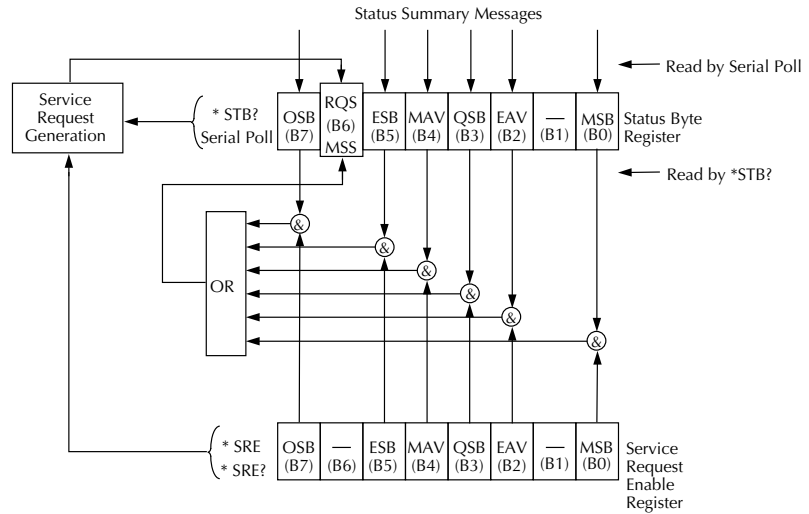 Status Summary Messages
Read by Serial Poll
Service
Request
Generation
* STB?
Serial Poll
OSB
(B7)
RQS
(B6)
MSS
ESB
(B5)
MAV
(B4)
QSB
(B3)
EAV
(B2)
—
(B1)
MSB
(B0)
Status Byte
Register
Read by *STB?
OR
&
&
&
&
&
&
* SRE
* SRE?
OSB
(B7)
—
(B6)
ESB
(B5)
MAV
(B4)
QSB
(B3)
EAV
(B2)
—
(B1)
MSB
(B0)
Service
Request
Enable
Register